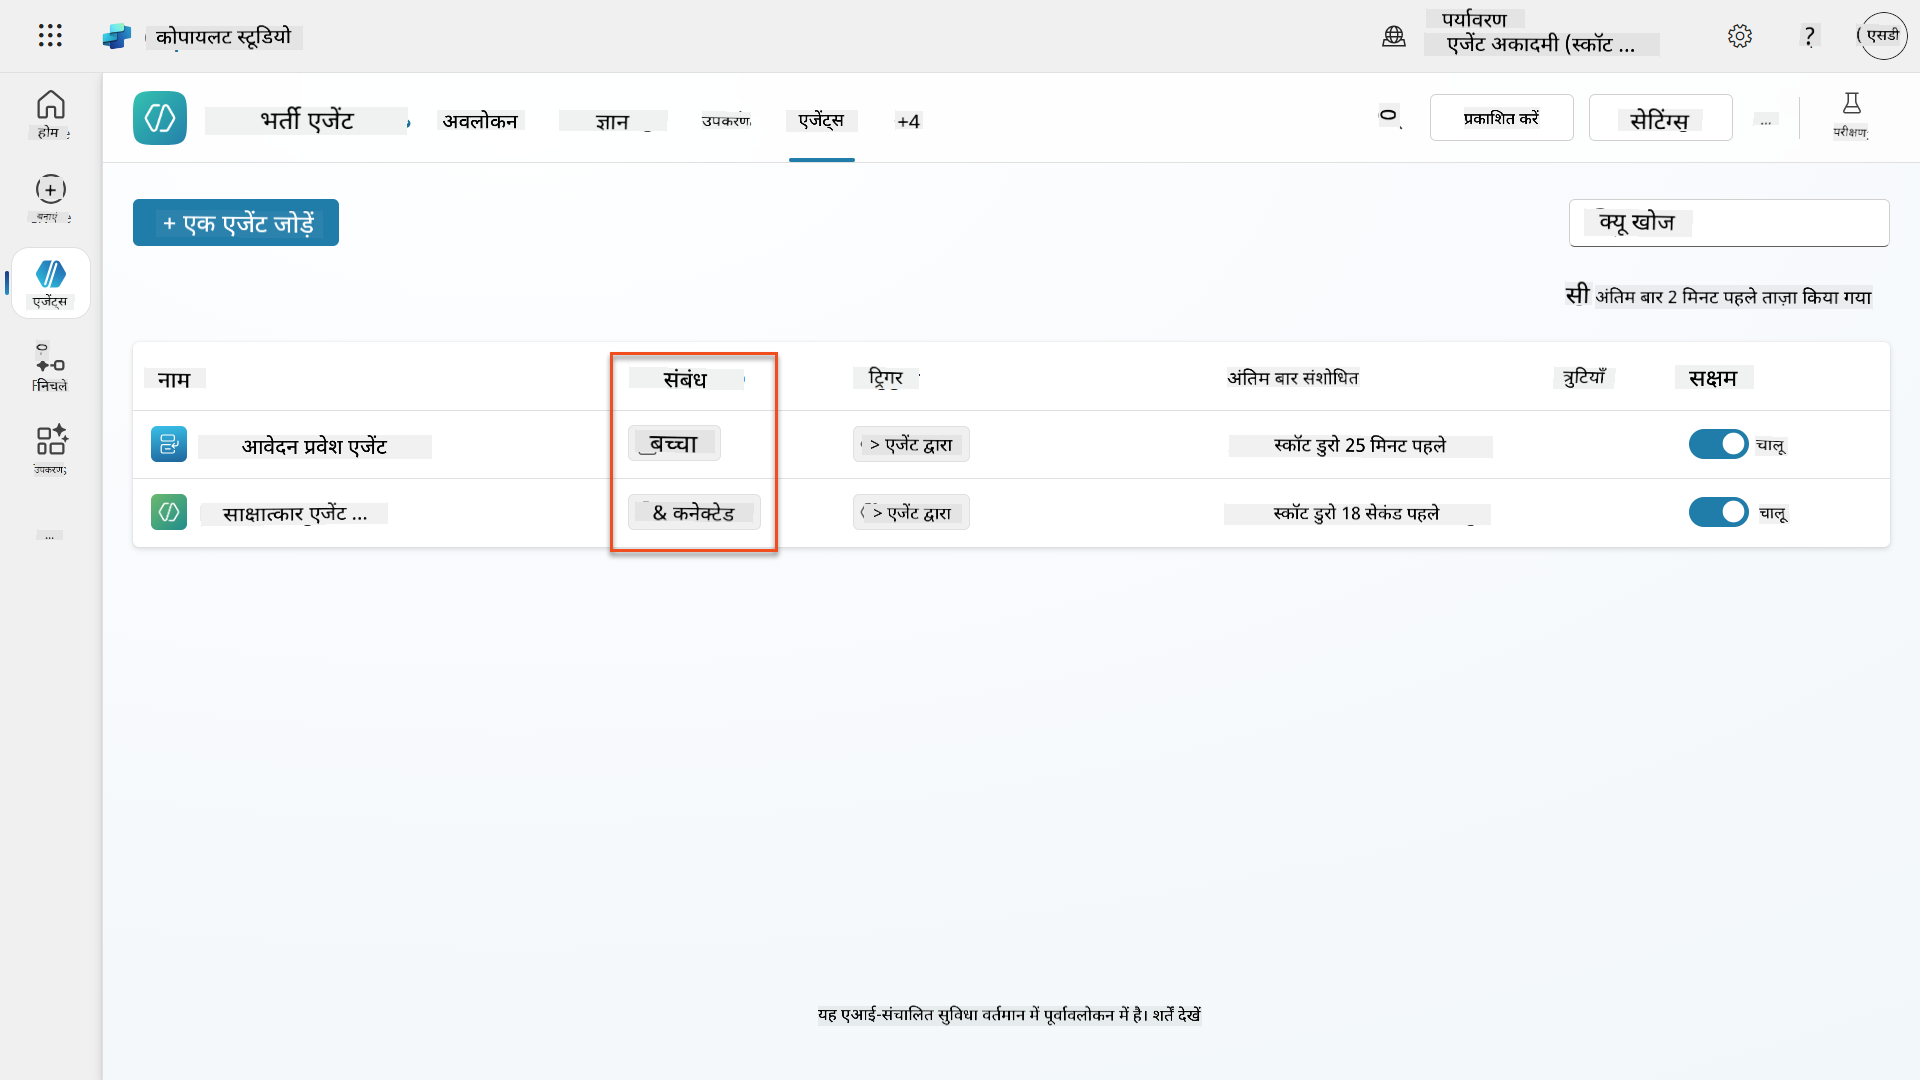 कोपायलट स्टूडियो
पर्यावरण
एजेंट अकादमी (स्कॉट ...
?
एसडी
होम
भर्ती एजेंट
अवलोकन
ज्ञान
उपकरण
एजेंट्स
+4
प्रकाशित करें
सेटिंग्स
...
परीक्षण
बनाएं
+ एक एजेंट जोड़ें
क्यू खोज
एजेंट्स
सी अंतिम बार 2 मिनट पहले ताज़ा किया गया
निचले
नाम
संबंध
ट्रिगर
अंतिम बार संशोधित
त्रुटियाँ
सक्षम
आवेदन प्रवेश एजेंट
बच्चा
> एजेंट द्वारा
स्कॉट डुरो 25 मिनट पहले
चालू
उपकरण
साक्षात्कार एजेंट ...
& कनेक्टेड
> एजेंट द्वारा
स्कॉट डुरो 18 सेकंड पहले
चालू
...
यह एआई-संचालित सुविधा वर्तमान में पूर्वावलोकन में है। शर्तें देखें